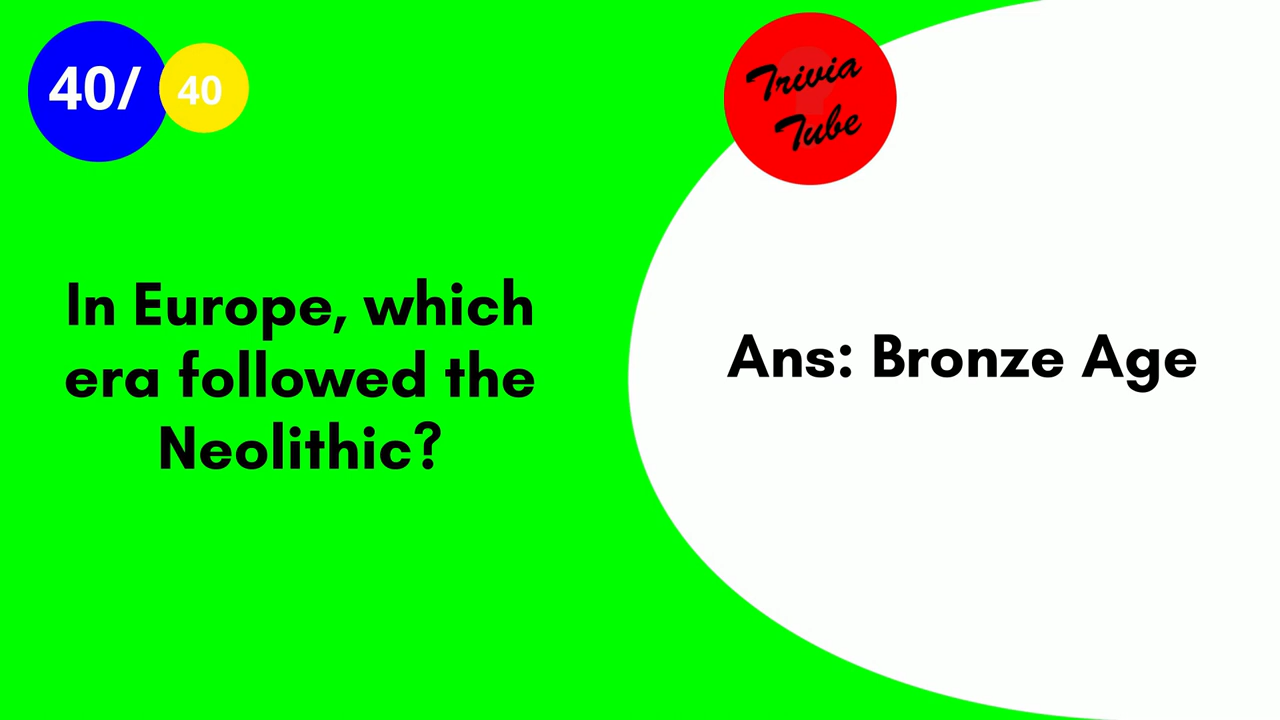 40/ 40
Trivia
Tube
In Europe, which
era followed the
Neolithic?
Ans: Bronze Age